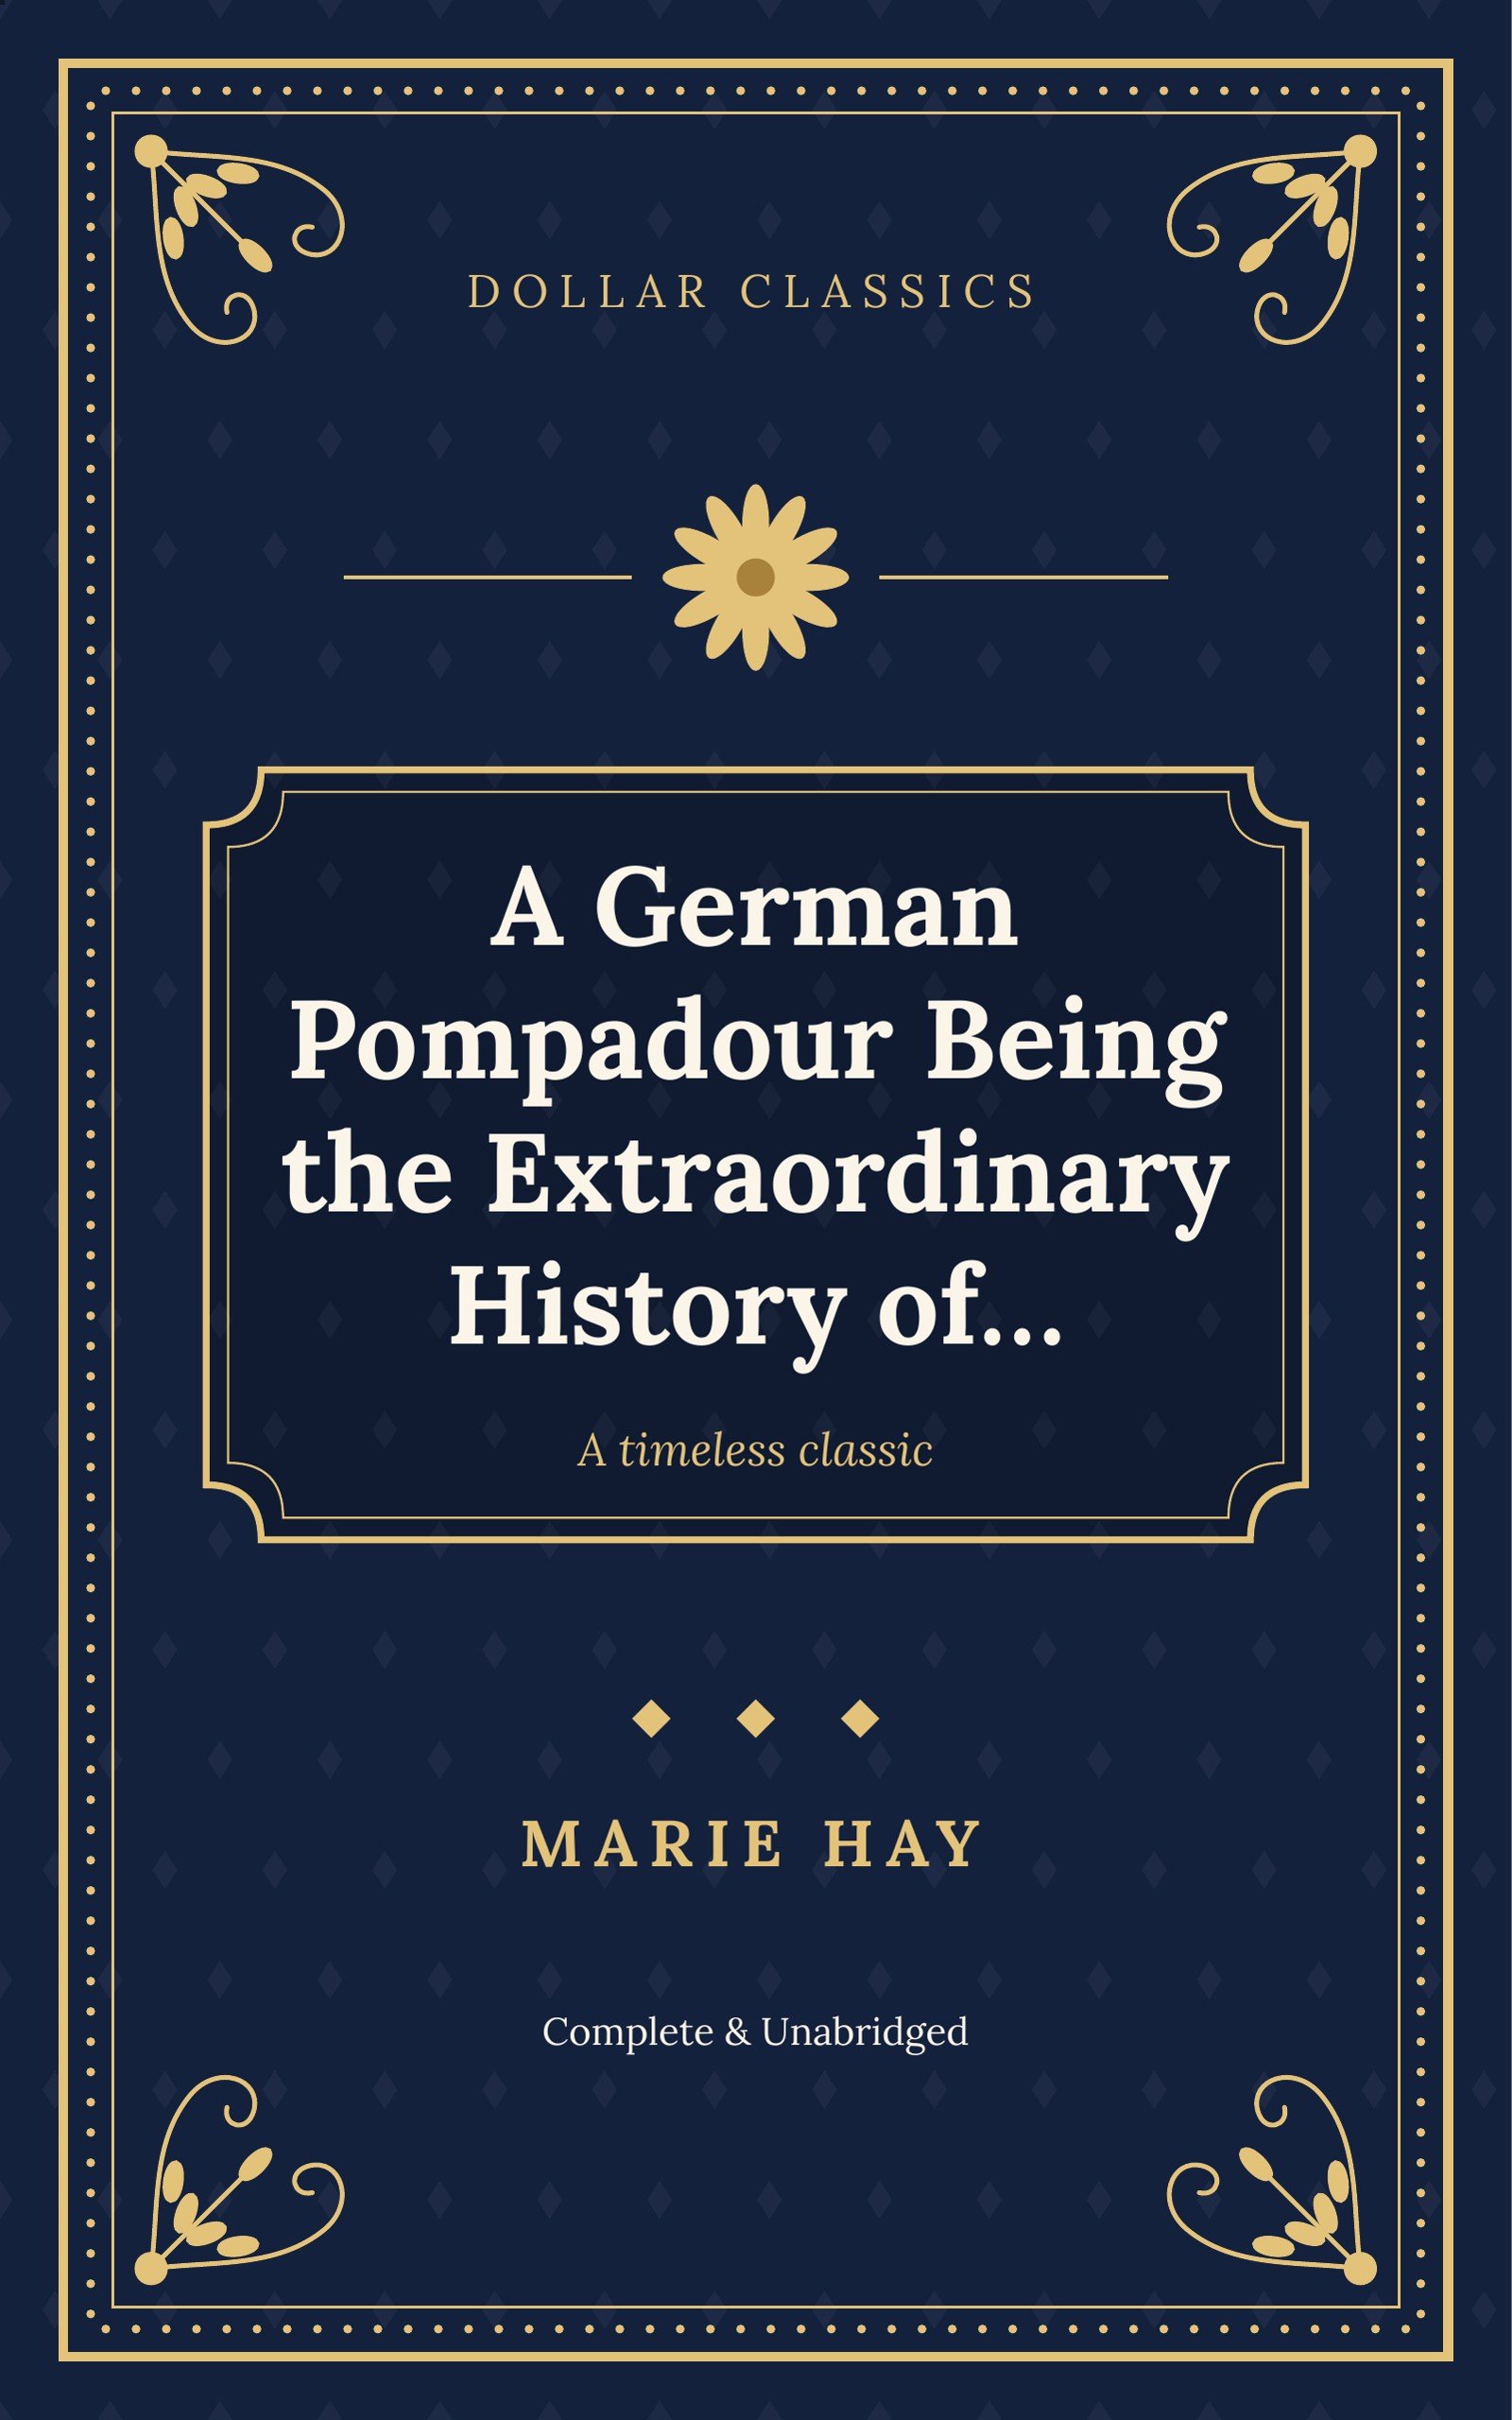 DOLLAR CLASSICS
A German
Pompadour Being
the Extraordinary
History of...
A timeless classic
MARIE HAY
Complete & Unabridged